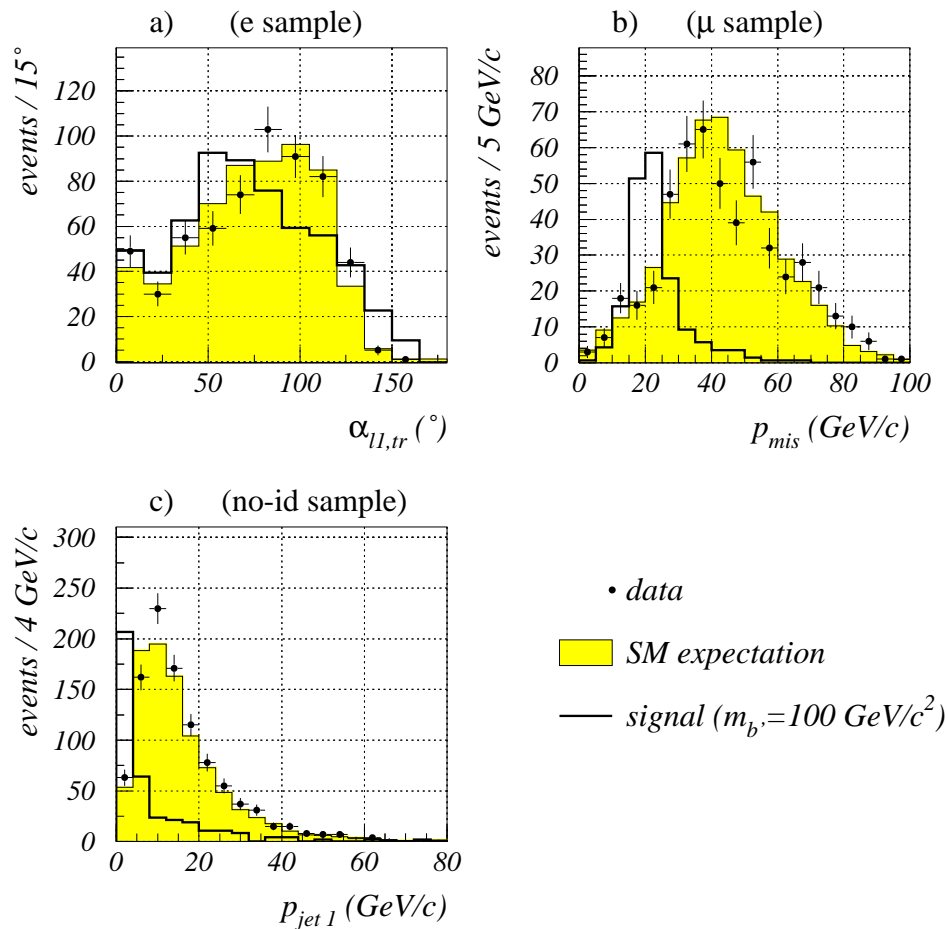 a) (e sample)
events / 15°
120
100
80
60
40
20
0
0 50 100 150
α_{l1,tr} (°)
b) (μ sample)
events / 5 GeV/c
80
70
60
50
40
30
20
10
0
0 20 40 60 80 100
p_{mis} (GeV/c)
c) (no-id sample)
events / 4 GeV/c
300
250
200
150
100
50
0
0 20 40 60 80
p_{jet 1} (GeV/c)
data
SM expectation
signal (m_{b’}=100 GeV/c²)